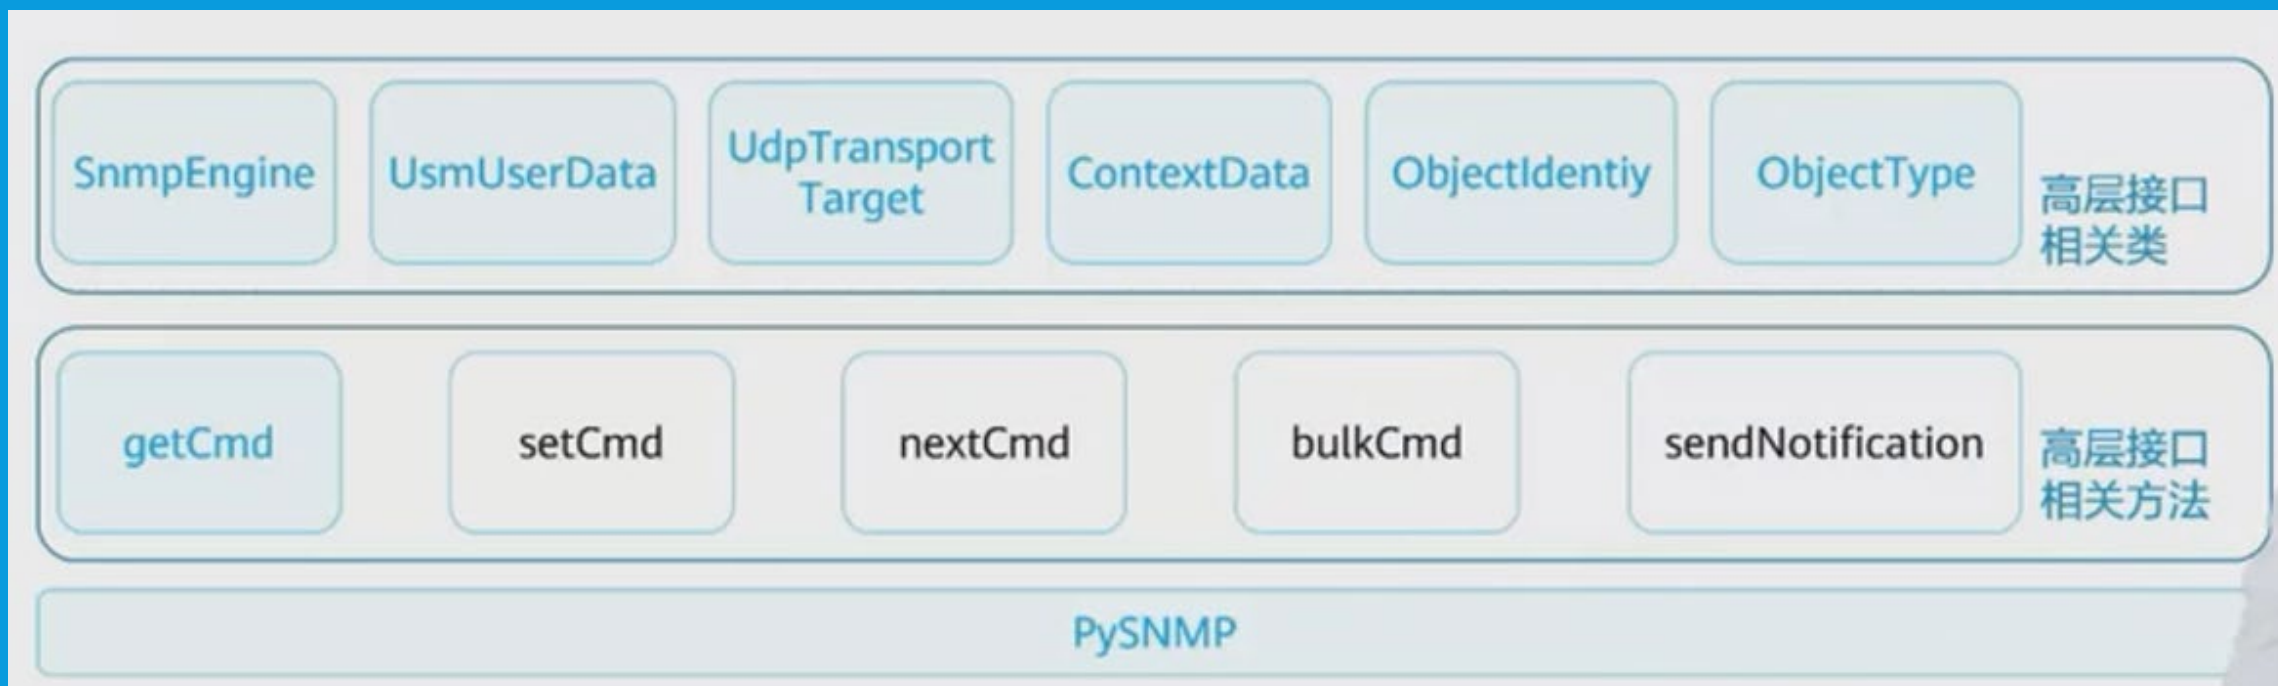 SnmpEngine
UsmUserData
UdpTransport
Target
ContextData
ObjectIdentiy
ObjectType
高层接口
相关类
getCmd
setCmd
nextCmd
bulkCmd
sendNotification
高层接口
相关方法
PySNMP